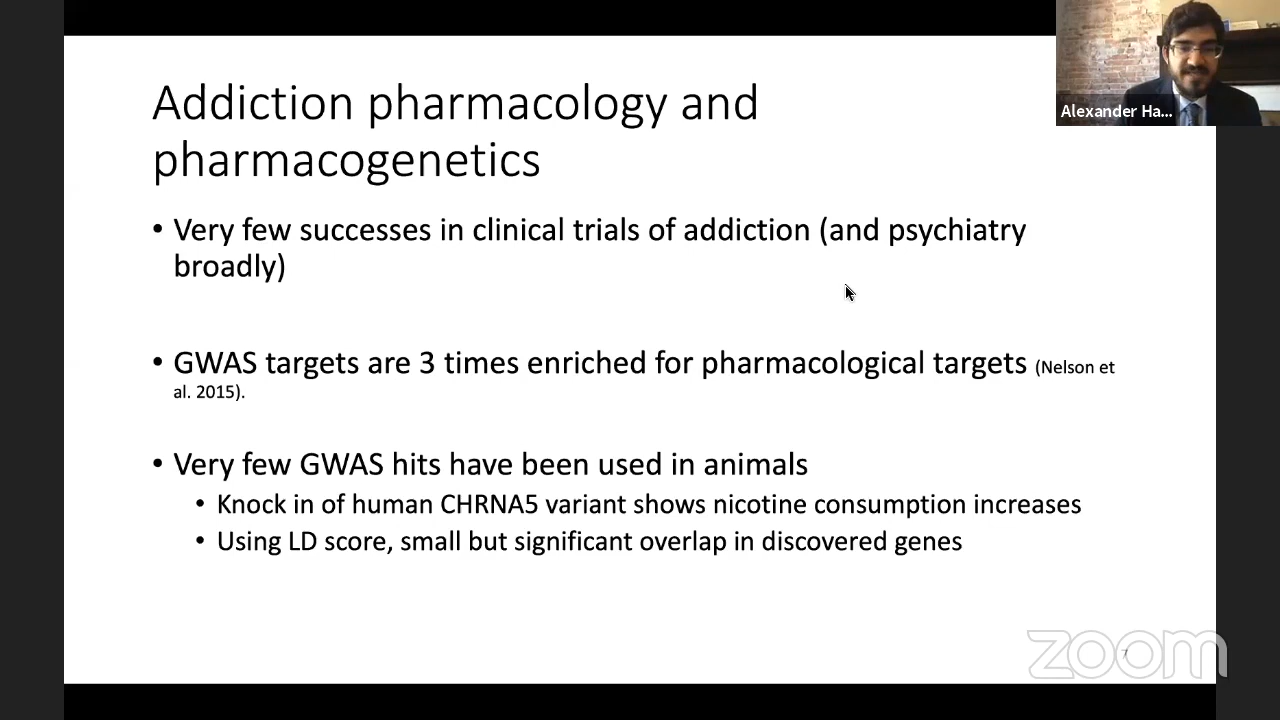 Alexander Ha...
Addiction pharmacology and
pharmacogenetics
• Very few successes in clinical trials of addiction (and psychiatry
broadly)
• GWAS targets are 3 times enriched for pharmacological targets (Nelson et
al. 2015).
• Very few GWAS hits have been used in animals
• Knock in of human CHRNA5 variant shows nicotine consumption increases
• Using LD score, small but significant overlap in discovered genes
7
zoom